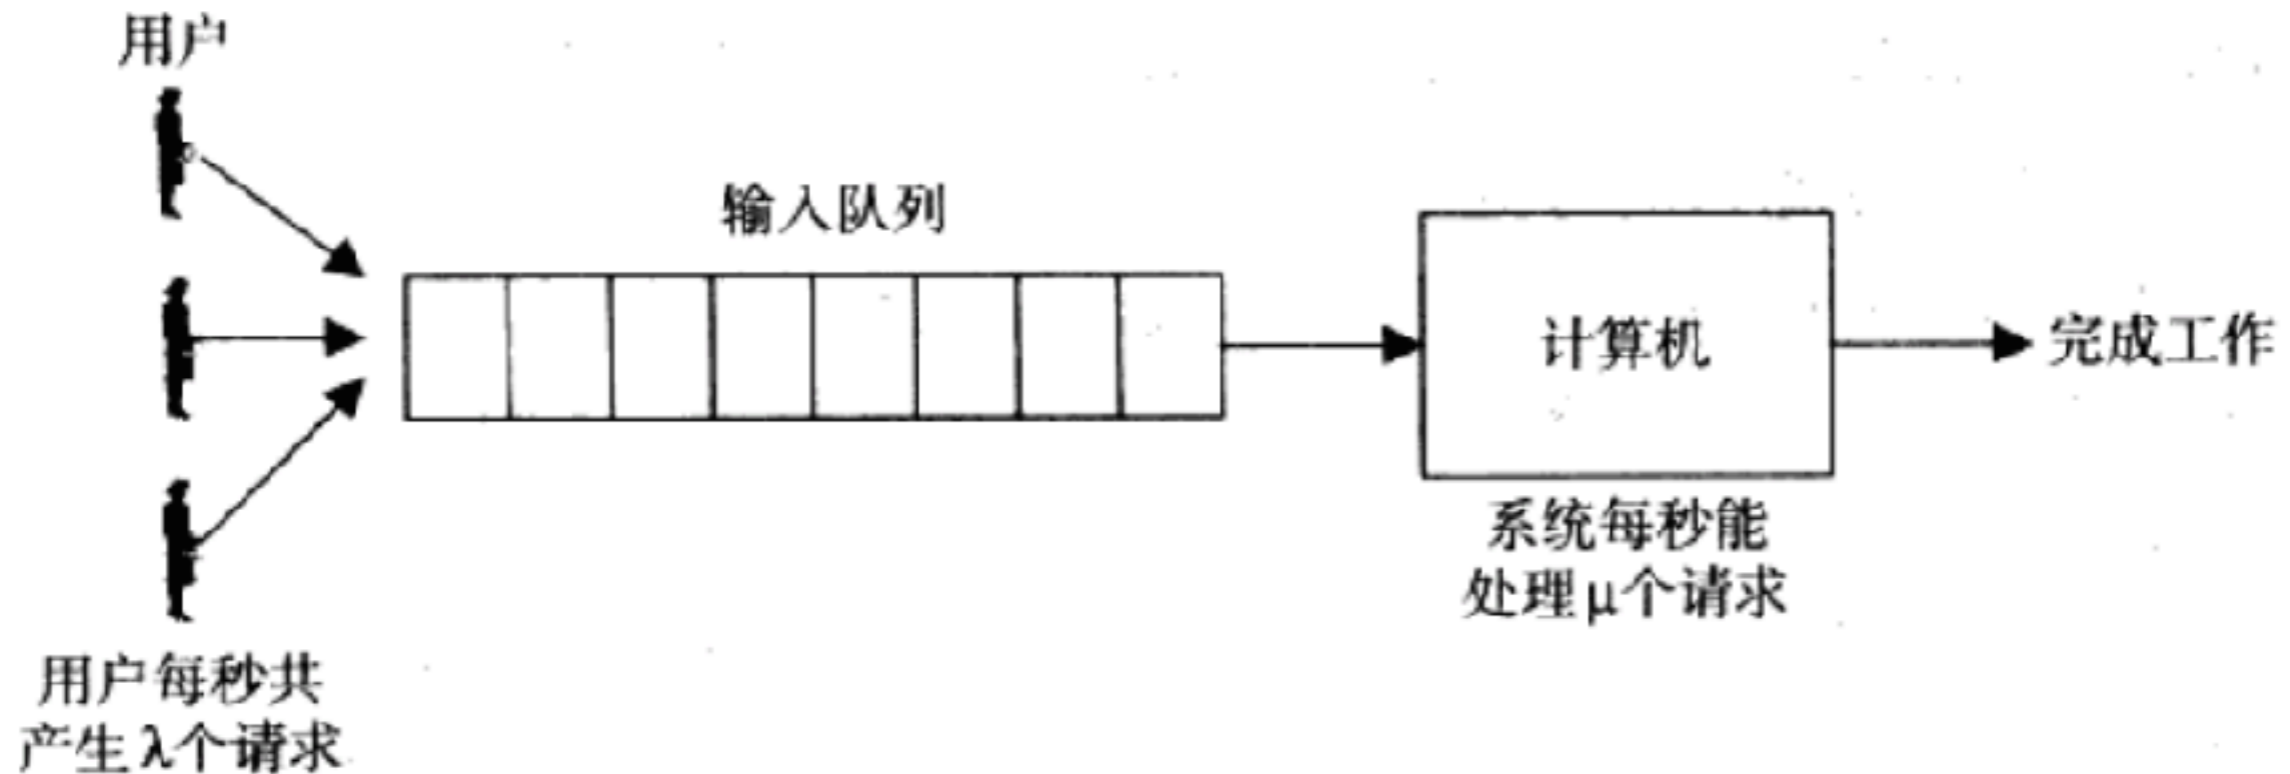 用户
输入队列
计算机
完成工作
系统每秒能
处理μ个请求
用户每秒共
产生λ个请求